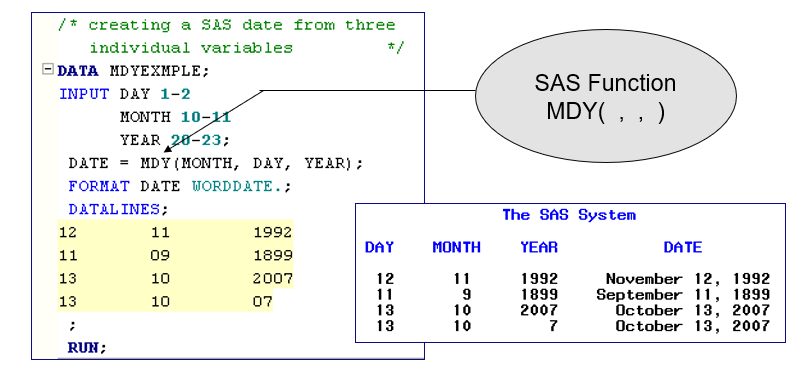 /* creating a SAS date from three
individual variables */
DATA MDYEXMPLE;
INPUT DAY 1-2
MONTH 10-11
YEAR 20-23;
DATE = MDY(MONTH, DAY, YEAR);
FORMAT DATE WORDDATE.;
DATALINES;
12 11 1992
11 09 1899
13 10 2007
13 10 07
;
RUN;
SAS Function
MDY( , , )
The SAS System
DAY MONTH YEAR DATE
12 11 1992 November 12, 1992
11 9 1899 September 11, 1899
13 10 2007 October 13, 2007
13 10 7 October 13, 2007